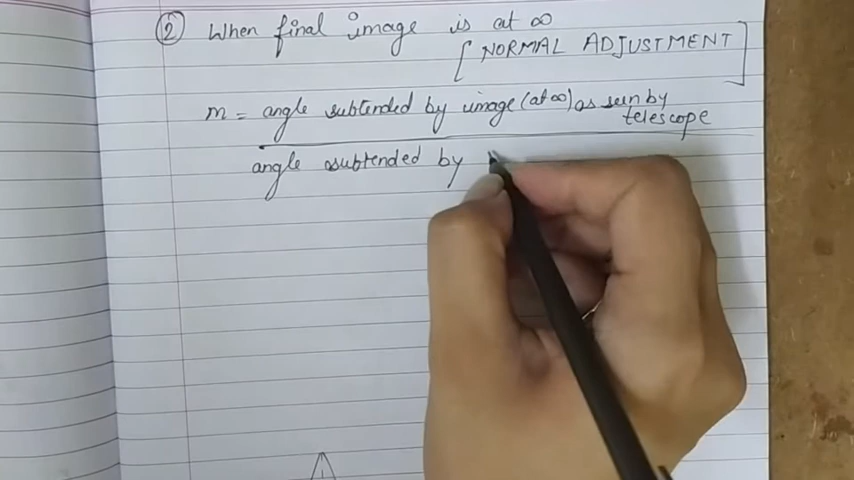 ② When final image is at ∞
[NORMAL ADJUSTMENT]
m = angle subtended by image (at ∞) as seen by
telescope
angle subtended by